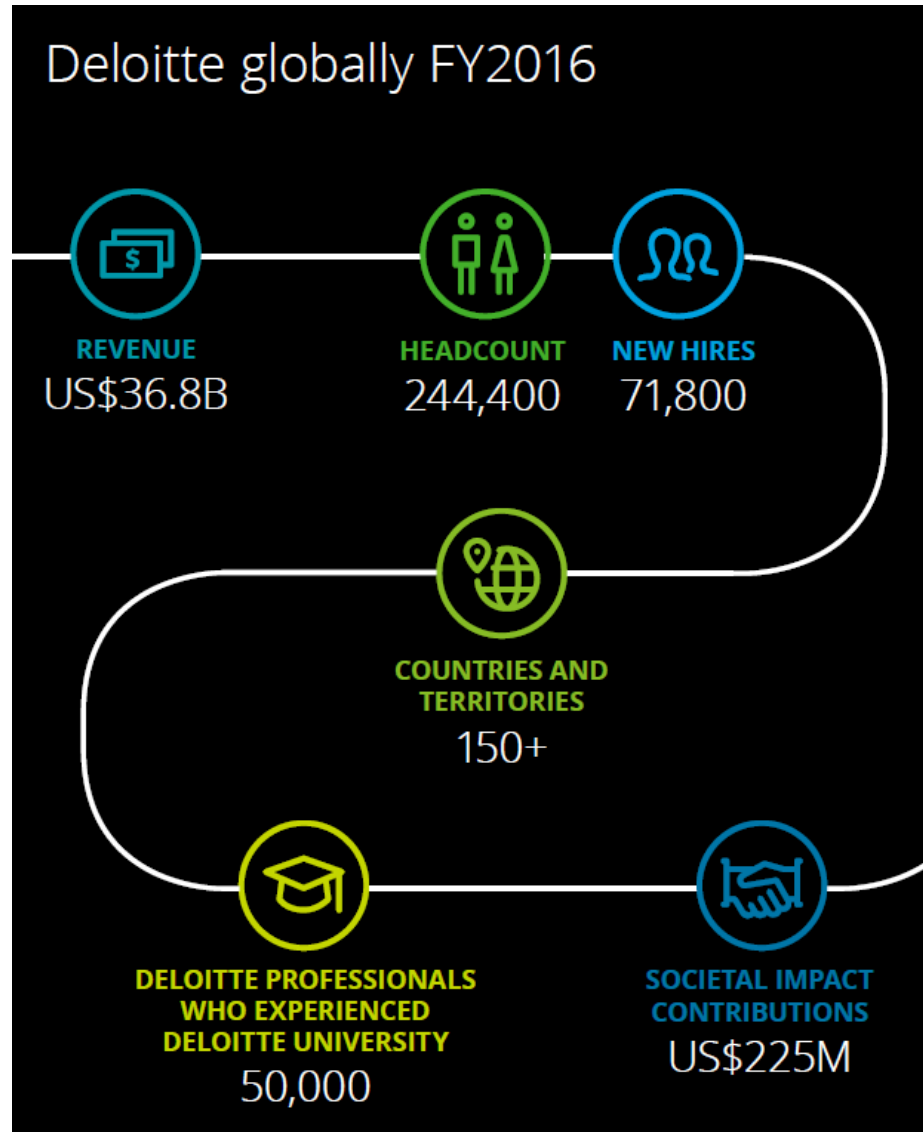 Deloitte globally FY2016
$
REVENUE
US$36.8B
HEADCOUNT
244,400
NEW HIRES
71,800
COUNTRIES AND
TERRITORIES
150+
DELOITTE PROFESSIONALS
WHO EXPERIENCED
DELOITTE UNIVERSITY
50,000
SOCIETAL IMPACT
CONTRIBUTIONS
US$225M